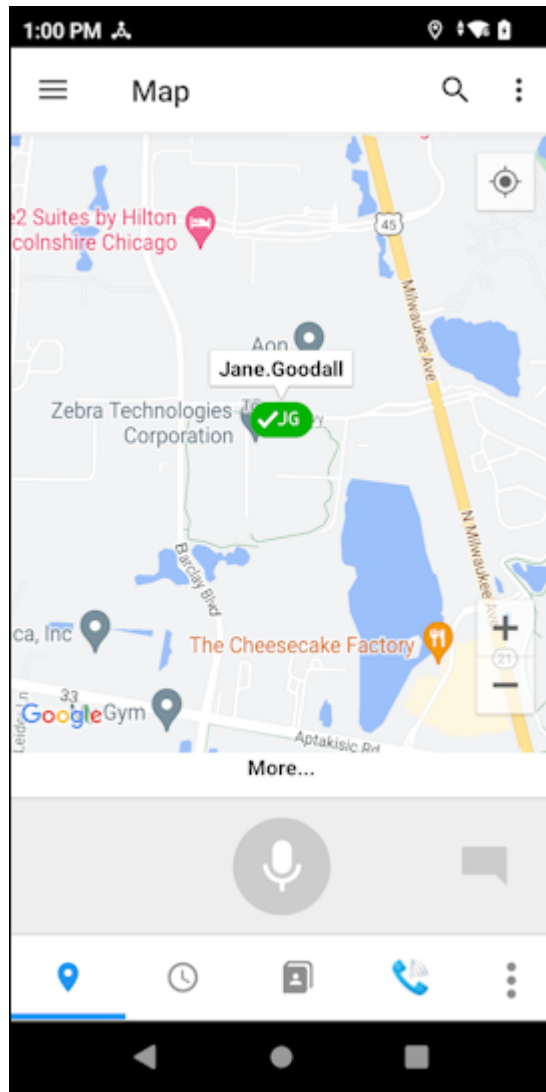 1:00 PM
Map
e2 Suites by Hilton
colnshire Chicago
45
Milwaukee Ave
Aon
Jane.Goodall
Zebra Technologies
Corporation
JG
Barclay Blvd
N Milwaukee Ave
ca, Inc
The Cheesecake Factory
21
33
Google
Gym
Aptakisic Rd
More...